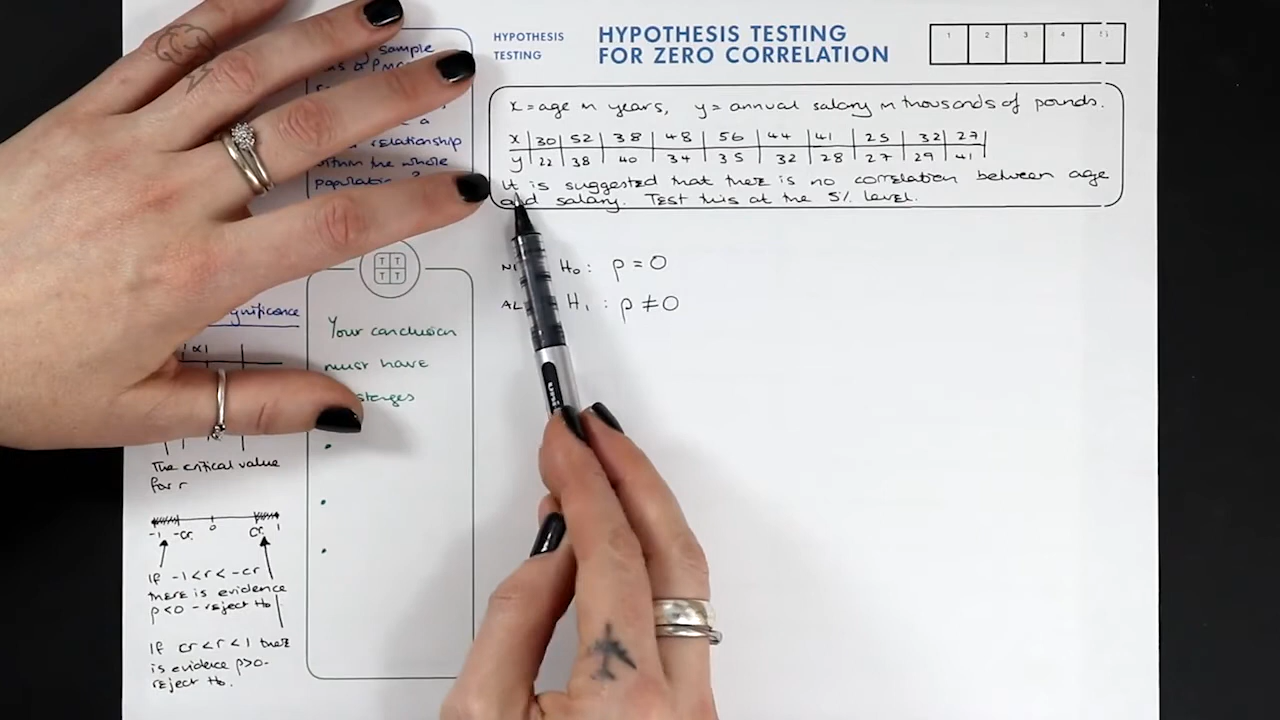 HYPOTHESIS TESTING
HYPOTHESIS TESTING
FOR ZERO CORRELATION
1 2 3 4
sample
a
relationship
within the whole
x = age in years, y = annual salary in thousands of pounds.
x 30 52 38 48 56 44 41 25 32 27
y 22 38 40 34 35 32 28 27 29 41
It is suggested that there is no correlation between age
and salary. Test this at the 5% level.
H₀: ρ = 0
H₁: ρ ≠ 0
T T
T T
Your conclusion
must have
stages
|α|
The critical value
for r
-1 -cr 0 cr 1
If -1<r<-cr
there is evidence
ρ<0 - reject H₀
If cr<r<1 there
is evidence ρ>0-
reject H₀.
uni